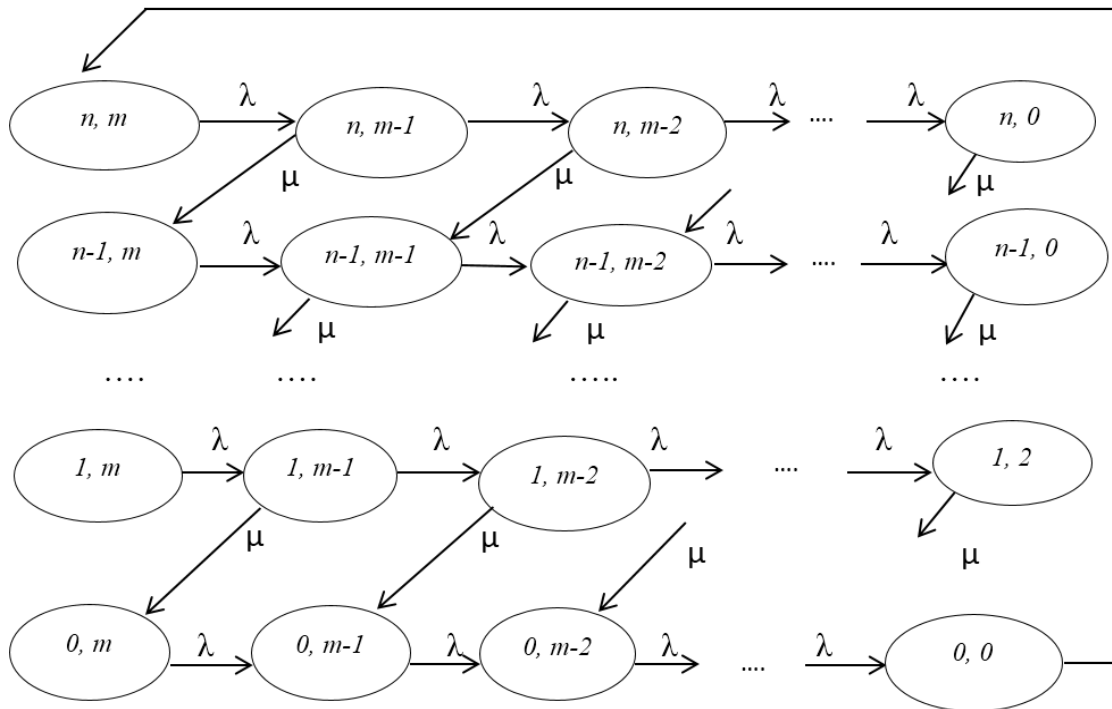 λ λ λ λ
n, m n, m-1 n, m-2 .... n, 0
μ μ μ
λ λ λ λ
n-1, m n-1, m-1 n-1, m-2 .... n-1, 0
μ μ μ
.... .... ..... ....
λ λ λ λ
1, m 1, m-1 1, m-2 .... 1, 2
μ μ μ μ
0, m λ 0, m-1 λ 0, m-2 λ .... λ 0, 0